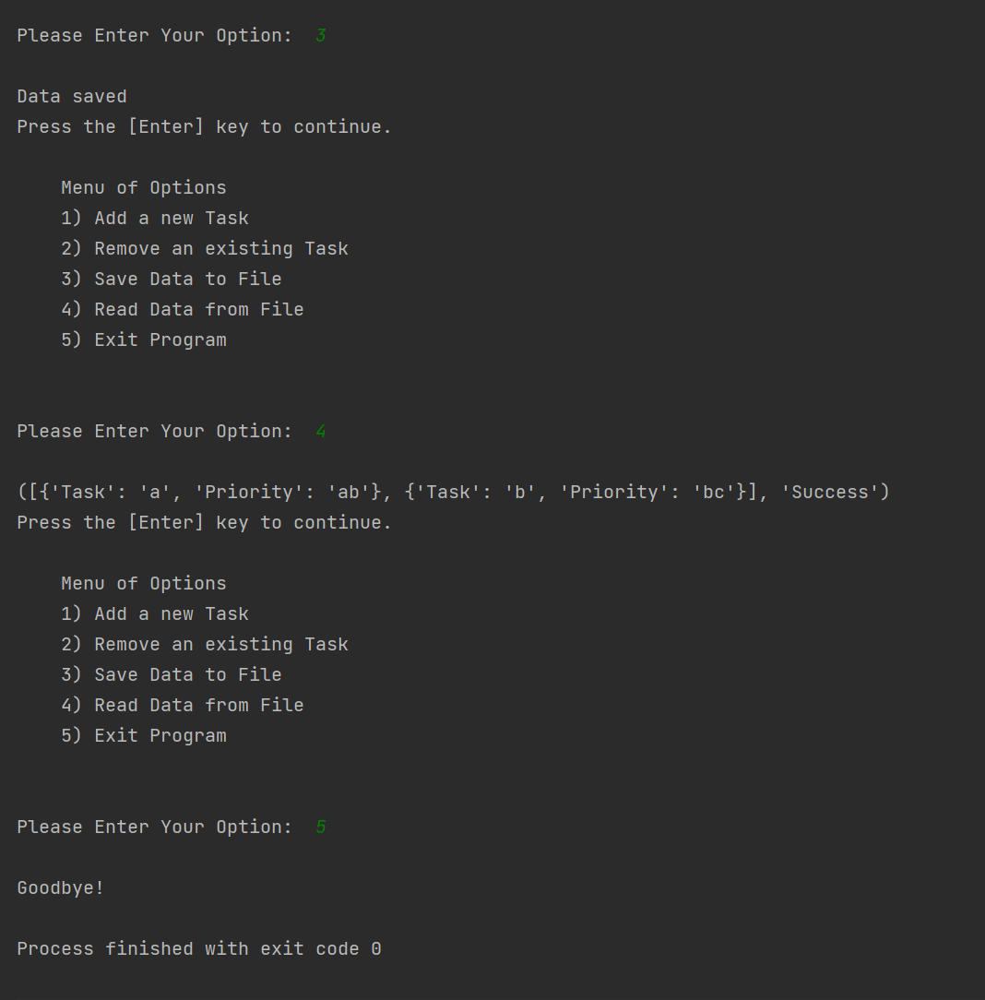 Please Enter Your Option:  3
Data saved
Press the [Enter] key to continue.
Menu of Options
1) Add a new Task
2) Remove an existing Task
3) Save Data to File
4) Read Data from File
5) Exit Program
Please Enter Your Option:  4
([{'Task': 'a', 'Priority': 'ab'}, {'Task': 'b', 'Priority': 'bc'}], 'Success')
Press the [Enter] key to continue.
Menu of Options
1) Add a new Task
2) Remove an existing Task
3) Save Data to File
4) Read Data from File
5) Exit Program
Please Enter Your Option:  5
Goodbye!
Process finished with exit code 0